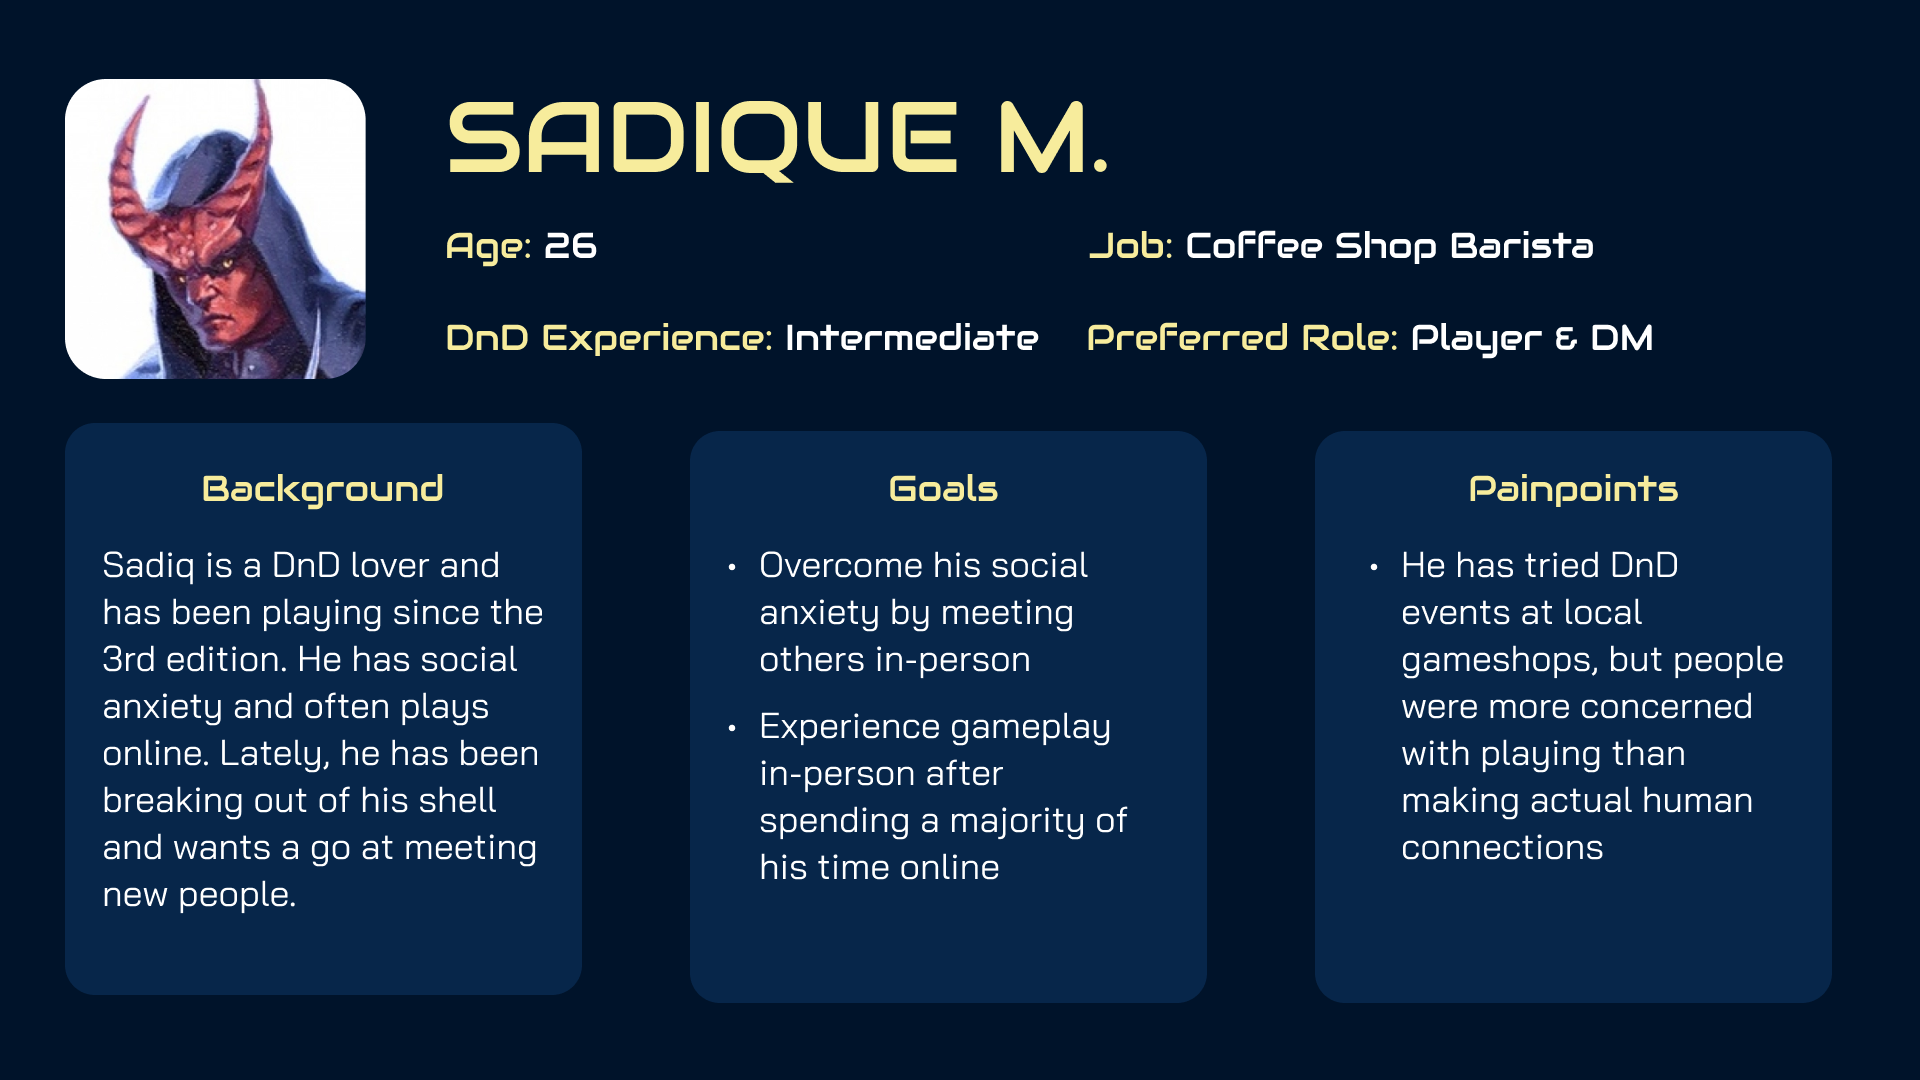 SADIQUE M.
Age: 26
Job: Coffee Shop Barista
DnD Experience: Intermediate
Preferred Role: Player & DM
Background
Sadiq is a DnD lover and
has been playing since the
3rd edition. He has social
anxiety and often plays
online. Lately, he has been
breaking out of his shell
and wants a go at meeting
new people.
Goals
• Overcome his social
anxiety by meeting
others in-person
• Experience gameplay
in-person after
spending a majority of
his time online
Painpoints
• He has tried DnD
events at local
gameshops, but people
were more concerned
with playing than
making actual human
connections